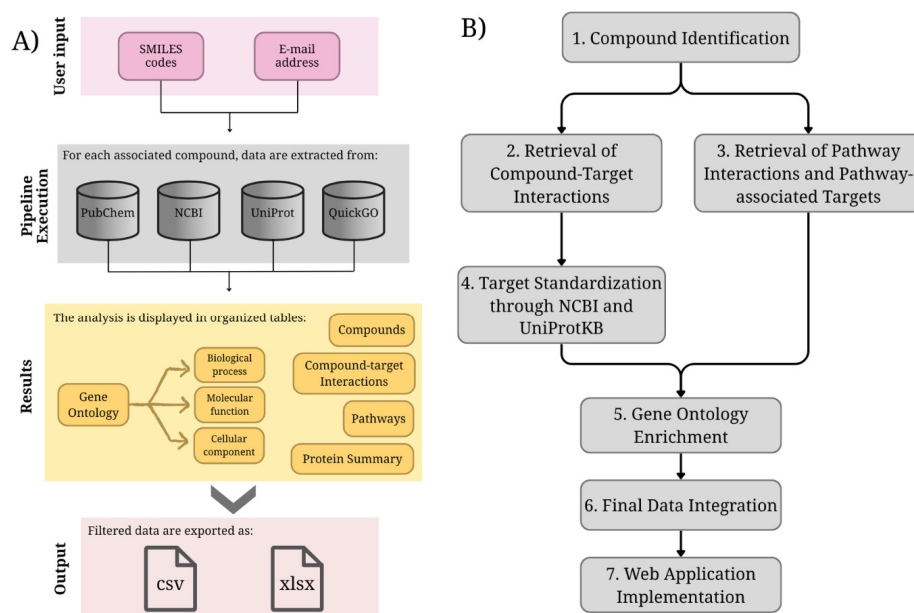 A)
User input
SMILES
codes
E-mail
address
Pipeline
Execution
For each associated compound, data are extracted from:
PubChem
NCBI
UniProt
QuickGO
Results
The analysis is displayed in organized tables:
Gene
Ontology
Biological
process
Molecular
function
Cellular
component
Compounds
Compound-target
Interactions
Pathways
Protein Summary
Output
Filtered data are exported as:
csv
xlsx
B)
1. Compound Identification
2. Retrieval of
Compound-Target
Interactions
3. Retrieval of Pathway
Interactions and Pathway-
associated Targets
4. Target Standardization
through NCBI and
UniProtKB
5. Gene Ontology
Enrichment
6. Final Data Integration
7. Web Application
Implementation